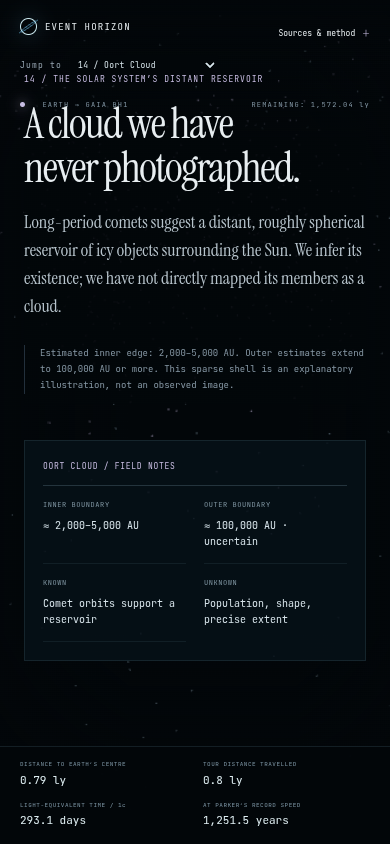 EVENT HORIZON
Sources & method +
Jump to 14 / Oort Cloud
14 / THE SOLAR SYSTEM'S DISTANT RESERVOIR
EARTH → GAIA BH1 REMAINING: 1,572.04 ly
A cloud we have
never photographed.
Long-period comets suggest a distant, roughly spherical
reservoir of icy objects surrounding the Sun. We infer its
existence; we have not directly mapped its members as a
cloud.
Estimated inner edge: 2,000–5,000 AU. Outer estimates extend
to 100,000 AU or more. This sparse shell is an explanatory
illustration, not an observed image.
OORT CLOUD / FIELD NOTES
INNER BOUNDARY
≈ 2,000–5,000 AU
OUTER BOUNDARY
≈ 100,000 AU ·
uncertain
KNOWN
Comet orbits support a
reservoir
UNKNOWN
Population, shape,
precise extent
DISTANCE TO EARTH'S CENTRE
0.79 ly
TOUR DISTANCE TRAVELLED
0.8 ly
LIGHT-EQUIVALENT TIME / 1c
293.1 days
AT PARKER'S RECORD SPEED
1,251.5 years